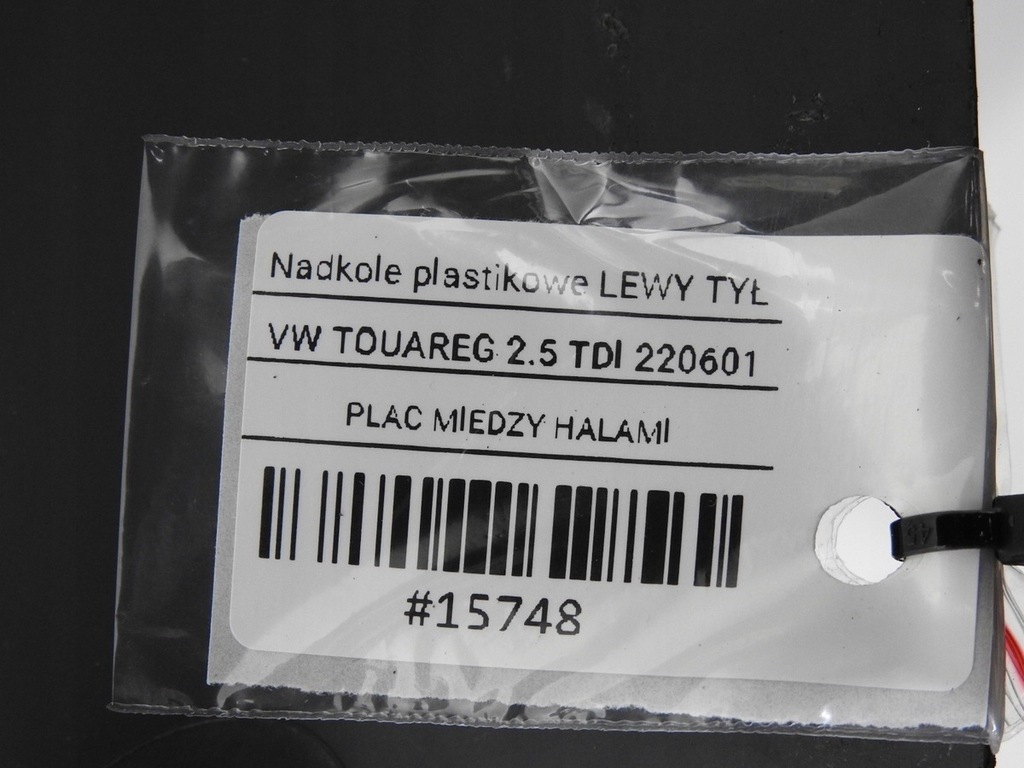 Nadkole plastikowe LEWY TYŁ
VW TOUAREG 2.5 TDI 220601
PLAC MIEDZY HALAMI
#15748